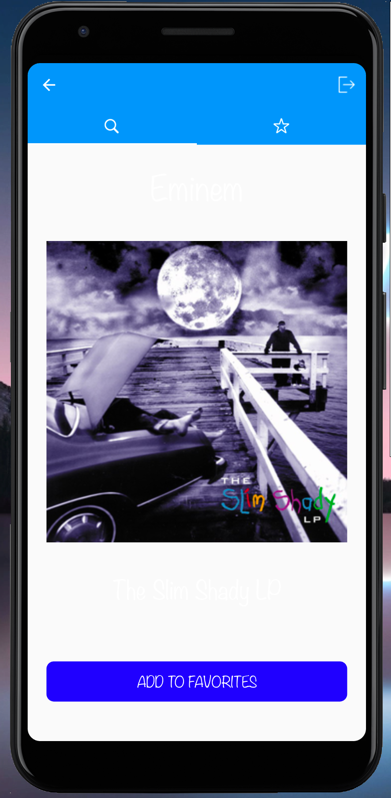 Eminem
THE
Slim Shady
LP
The Slim Shady LP
ADD TO FAVORITES